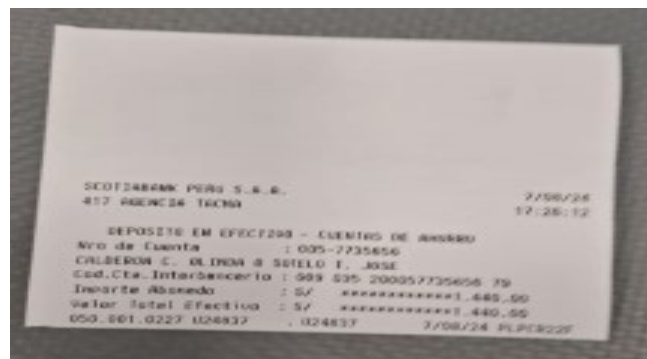 SCOTIABANK PERU S.A.A.
7/08/24
417 AGENCIA TACNA
17:26:12
DEPOSITO EN EFECTIVO - CUENTAS DE AHORRO
Nro de Cuenta : 035-7735656
CALDERON C. OLINDA O SOTELO T. JOSE
Cod.Cta.Interbancario : 009 035 200357735656 79
Importe Abonado : S/ ************1,440.00
Valor Total Efectivo : S/ ************1,440.00
050.001.0227 U24837 . U24837 7/08/24